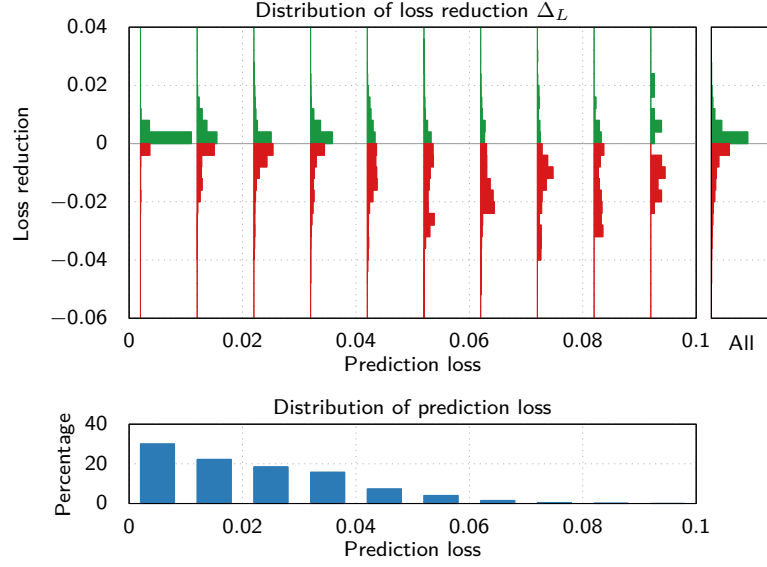 Distribution of loss reduction Δ_L
0.04
0.02
0
−0.02
−0.04
−0.06
Loss reduction
0 0.02 0.04 0.06 0.08 0.1 All
Prediction loss
Distribution of prediction loss
40
20
0
Percentage
0 0.02 0.04 0.06 0.08 0.1
Prediction loss